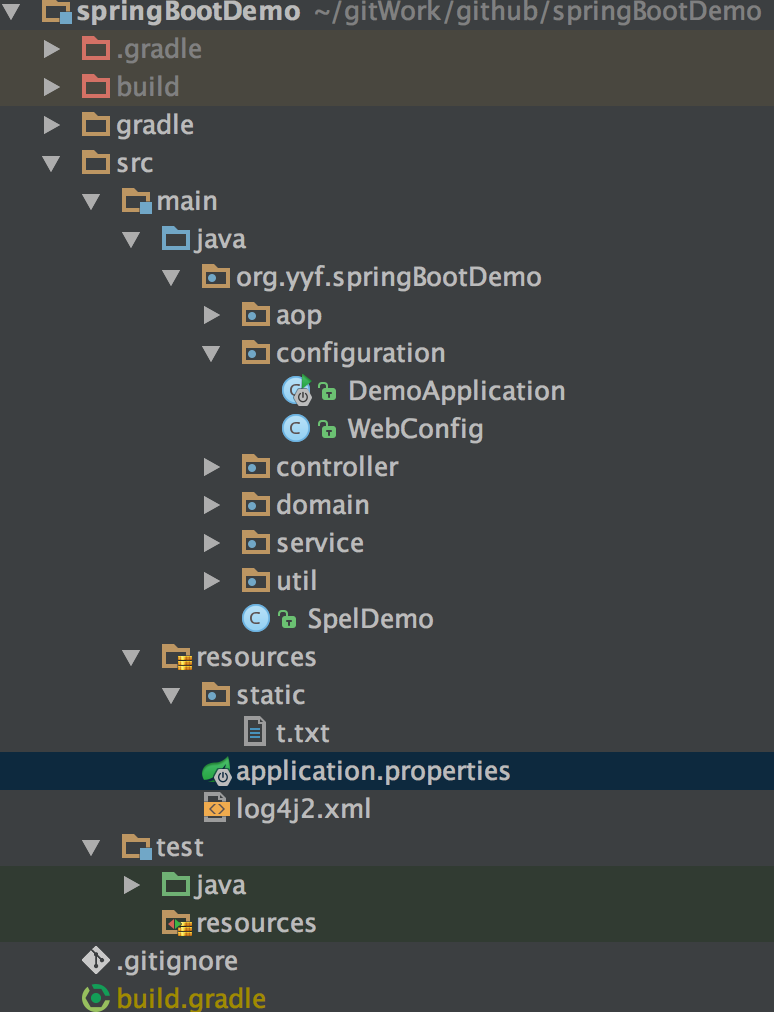 springBootDemo ~/gitWork/github/springBootDemo
.gradle
build
gradle
src
main
java
org.yyf.springBootDemo
aop
configuration
DemoApplication
WebConfig
controller
domain
service
util
SpelDemo
resources
static
t.txt
application.properties
log4j2.xml
test
java
resources
.gitignore
build.gradle